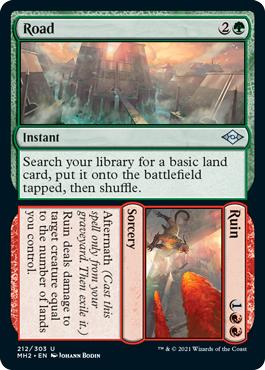 Road 2
Instant
Search your library for a basic land
card, put it onto the battlefield
tapped, then shuffle.
Ruin 1
Sorcery
Aftermath (Cast this
spell only from your
graveyard. Then exile it.)
Ruin deals damage to
target creature equal
to the number of lands
you control.
212/303 U
MH2 • EN Johann Bodin
™ & © 2021 Wizards of the Coast